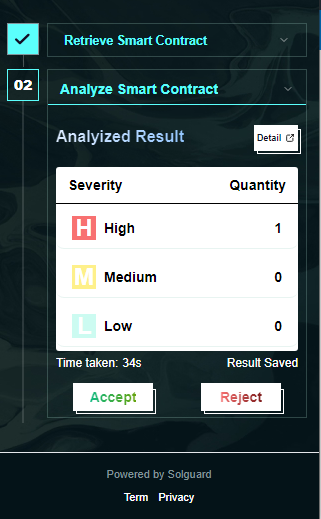 Retrieve Smart Contract
02
Analyze Smart Contract
Analyized Result
Detail
Severity Quantity
H High 1
M Medium 0
L Low 0
Time taken: 34s Result Saved
Accept Reject
Powered by Solguard
Term Privacy